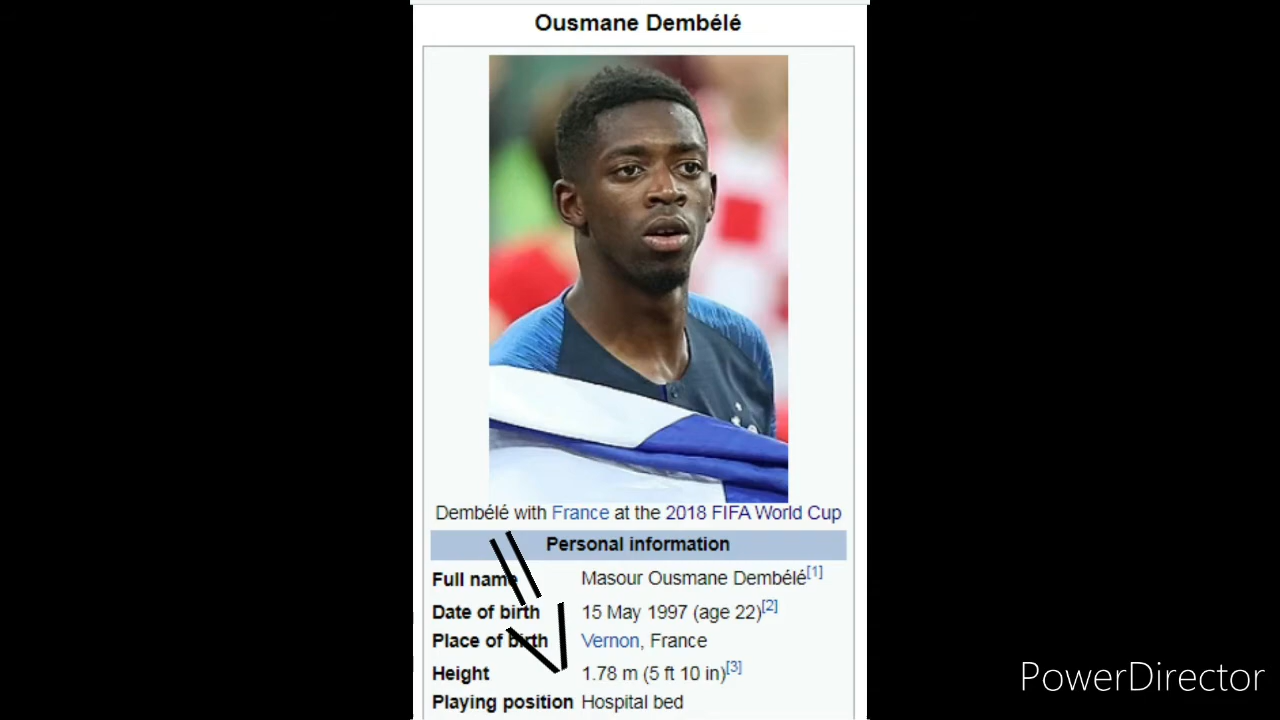 Ousmane Dembélé
Dembélé with France at the 2018 FIFA World Cup
Personal information
Full name Masour Ousmane Dembélé[1]
Date of birth 15 May 1997 (age 22)[2]
Place of birth Vernon, France
Height 1.78 m (5 ft 10 in)[3]
Playing position Hospital bed
PowerDirector